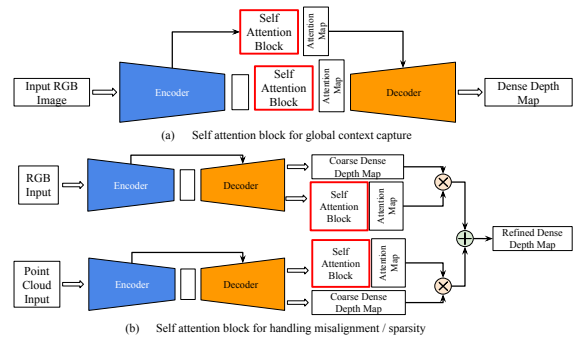 Self
Attention
Block
Attention
Map
Input RGB
Image
Encoder
Self
Attention
Block
Attention
Map
Decoder
Dense Depth
Map
(a) Self attention block for global context capture
RGB
Input
Encoder
Decoder
Coarse Dense
Depth Map
Self
Attention
Block
Attention
Map
Refined Dense
Depth Map
Point
Cloud
Input
Encoder
Decoder
Self
Attention
Block
Attention
Map
Coarse Dense
Depth Map
(b) Self attention block for handling misalignment / sparsity